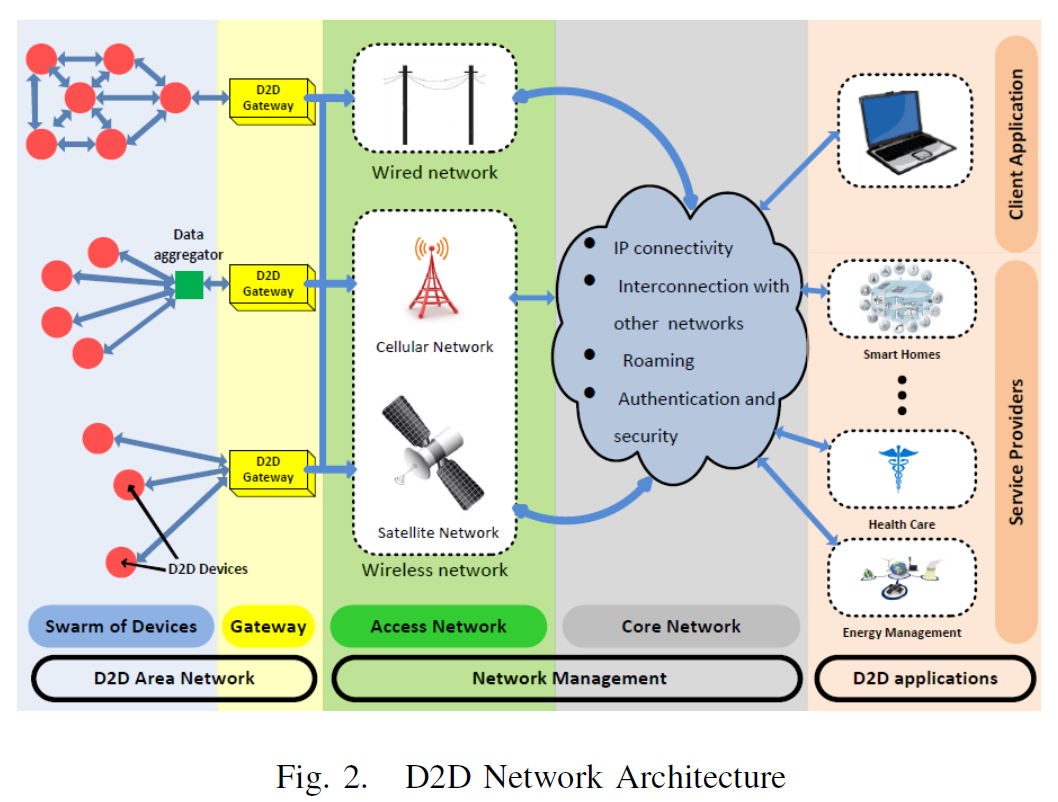 D2D
Gateway
Wired network
Data
aggregator
D2D
Gateway
Cellular Network
D2D
Gateway
Satellite Network
Wireless network
D2D Devices
IP connectivity
Interconnection with
other networks
Roaming
Authentication and
security
Client Application
Smart Homes
Health Care
Energy Management
Service Providers
Swarm of Devices
Gateway
Access Network
Core Network
D2D Area Network
Network Management
D2D applications
Fig. 2. D2D Network Architecture